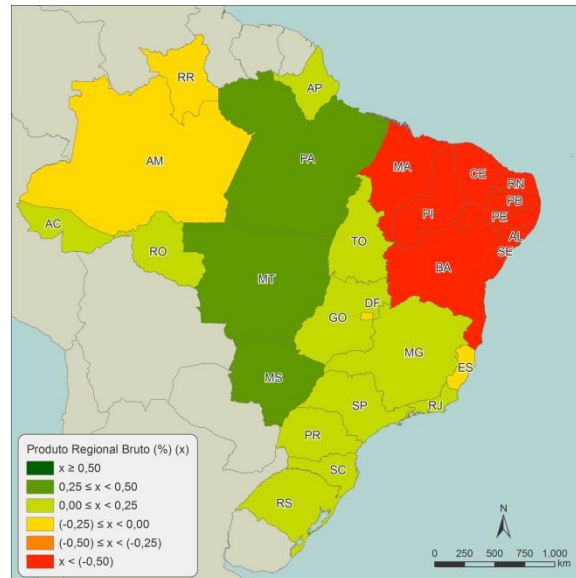 RR
AP
AM
PA
MA
CE
RN
PB
PI
PE
AL
SE
AC
RO
TO
BA
MT
DF
GO
MG
ES
MS
SP
RJ
PR
SC
RS
Produto Regional Bruto (%) (x)
x ≥ 0,50
0,25 ≤ x < 0,50
0,00 ≤ x < 0,25
(-0,25) ≤ x < 0,00
(-0,50) ≤ x < (-0,25)
x < (-0,50)
N
0 250 500 750 1.000
km